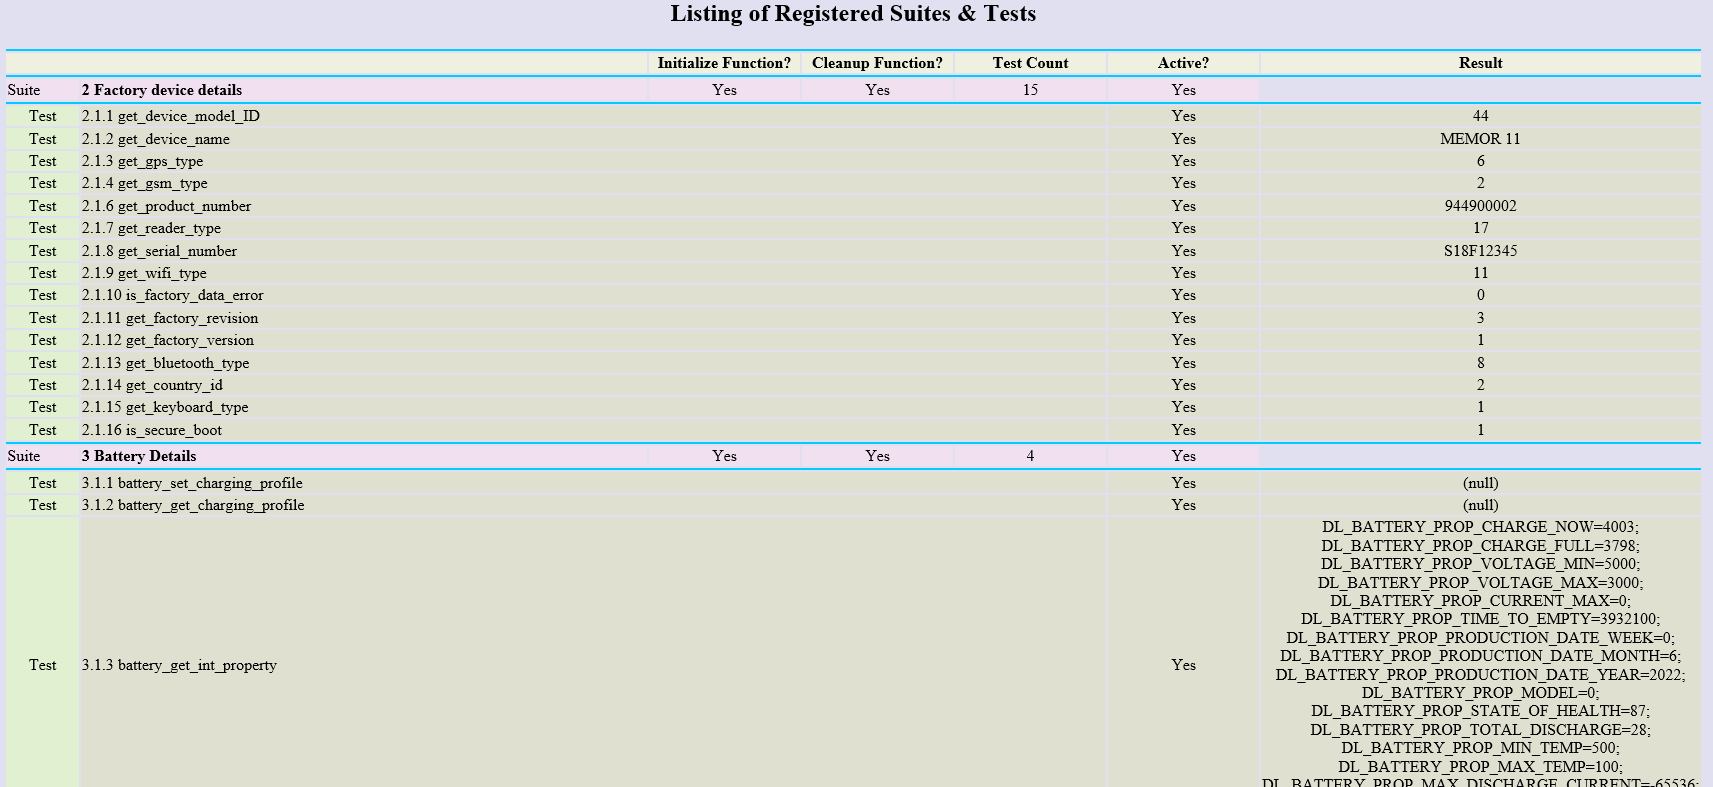 Listing of Registered Suites & Tests
Initialize Function? Cleanup Function? Test Count Active? Result
Suite 2 Factory device details Yes Yes 15 Yes
Test 2.1.1 get_device_model_ID Yes 44
Test 2.1.2 get_device_name Yes MEMOR 11
Test 2.1.3 get_gps_type Yes 6
Test 2.1.4 get_gsm_type Yes 2
Test 2.1.6 get_product_number Yes 944900002
Test 2.1.7 get_reader_type Yes 17
Test 2.1.8 get_serial_number Yes S18F12345
Test 2.1.9 get_wifi_type Yes 11
Test 2.1.10 is_factory_data_error Yes 0
Test 2.1.11 get_factory_revision Yes 3
Test 2.1.12 get_factory_version Yes 1
Test 2.1.13 get_bluetooth_type Yes 8
Test 2.1.14 get_country_id Yes 2
Test 2.1.15 get_keyboard_type Yes 1
Test 2.1.16 is_secure_boot Yes 1
Suite 3 Battery Details Yes Yes 4 Yes
Test 3.1.1 battery_set_charging_profile Yes (null)
Test 3.1.2 battery_get_charging_profile Yes (null)
Test 3.1.3 battery_get_int_property Yes
DL_BATTERY_PROP_CHARGE_NOW=4003;
DL_BATTERY_PROP_CHARGE_FULL=3798;
DL_BATTERY_PROP_VOLTAGE_MIN=5000;
DL_BATTERY_PROP_VOLTAGE_MAX=3000;
DL_BATTERY_PROP_CURRENT_MAX=0;
DL_BATTERY_PROP_TIME_TO_EMPTY=3932100;
DL_BATTERY_PROP_PRODUCTION_DATE_WEEK=0;
DL_BATTERY_PROP_PRODUCTION_DATE_MONTH=6;
DL_BATTERY_PROP_PRODUCTION_DATE_YEAR=2022;
DL_BATTERY_PROP_MODEL=0;
DL_BATTERY_PROP_STATE_OF_HEALTH=87;
DL_BATTERY_PROP_TOTAL_DISCHARGE=28;
DL_BATTERY_PROP_MIN_TEMP=500;
DL_BATTERY_PROP_MAX_TEMP=100;
DL_BATTERY_PROP_MAX_DISCHARGE_CURRENT=-65536;